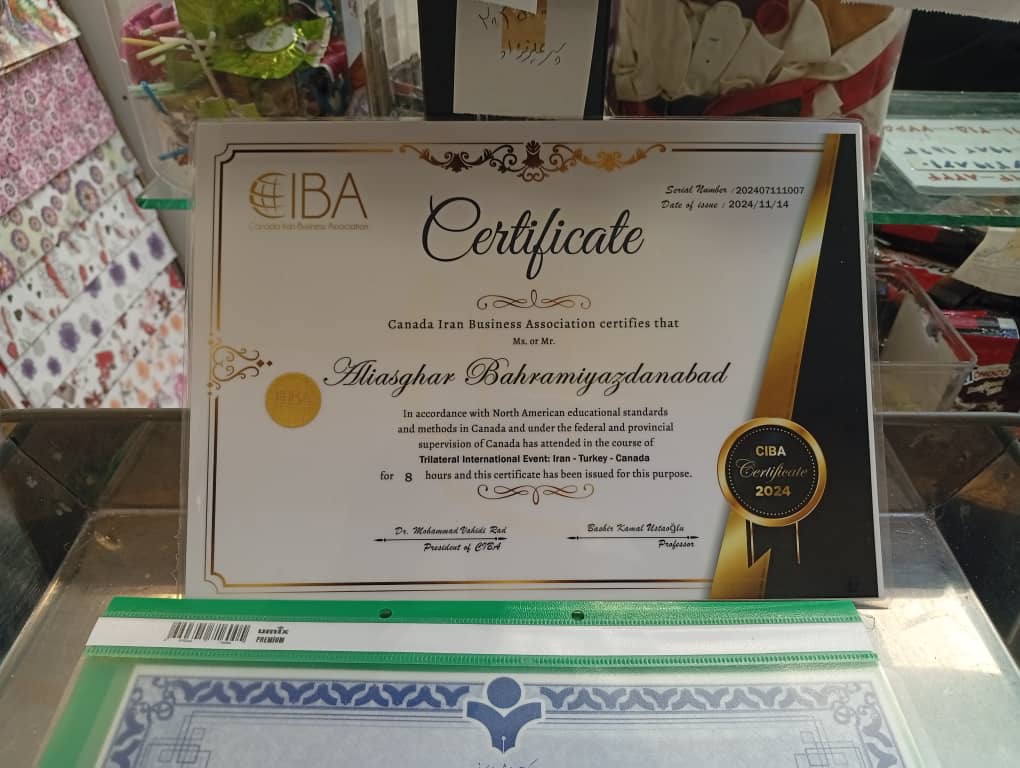 CIBA
Canada Iran Business Association
Serial Number : 202407111007
Date of issue : 2024/11/14
Certificate
Canada Iran Business Association certifies that
Ms. or Mr.
Aliasghar Bahramiyazdanabad
In accordance with North American educational standards
and methods in Canada and under the federal and provincial
supervision of Canada has attended in the course of
Trilateral International Event: Iran - Turkey - Canada
for 8 hours and this certificate has been issued for this purpose.
CIBA
Certificate
2024
Dr. Mohammad Vahidi Rad
President of CIBA
Bashir Kamal Ustaoğlu
Professor
umix
PREMIUM